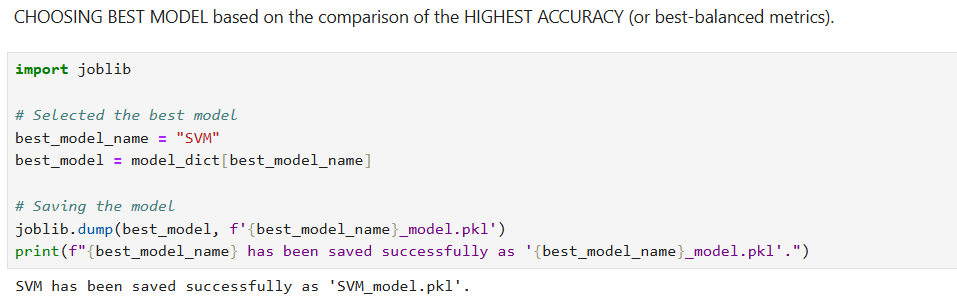 CHOOSING BEST MODEL based on the comparison of the HIGHEST ACCURACY (or best-balanced metrics).
import joblib
# Selected the best model
best_model_name = "SVM"
best_model = model_dict[best_model_name]
# Saving the model
joblib.dump(best_model, f'{best_model_name}_model.pkl')
print(f"{best_model_name} has been saved successfully as '{best_model_name}_model.pkl'.")
SVM has been saved successfully as 'SVM_model.pkl'.